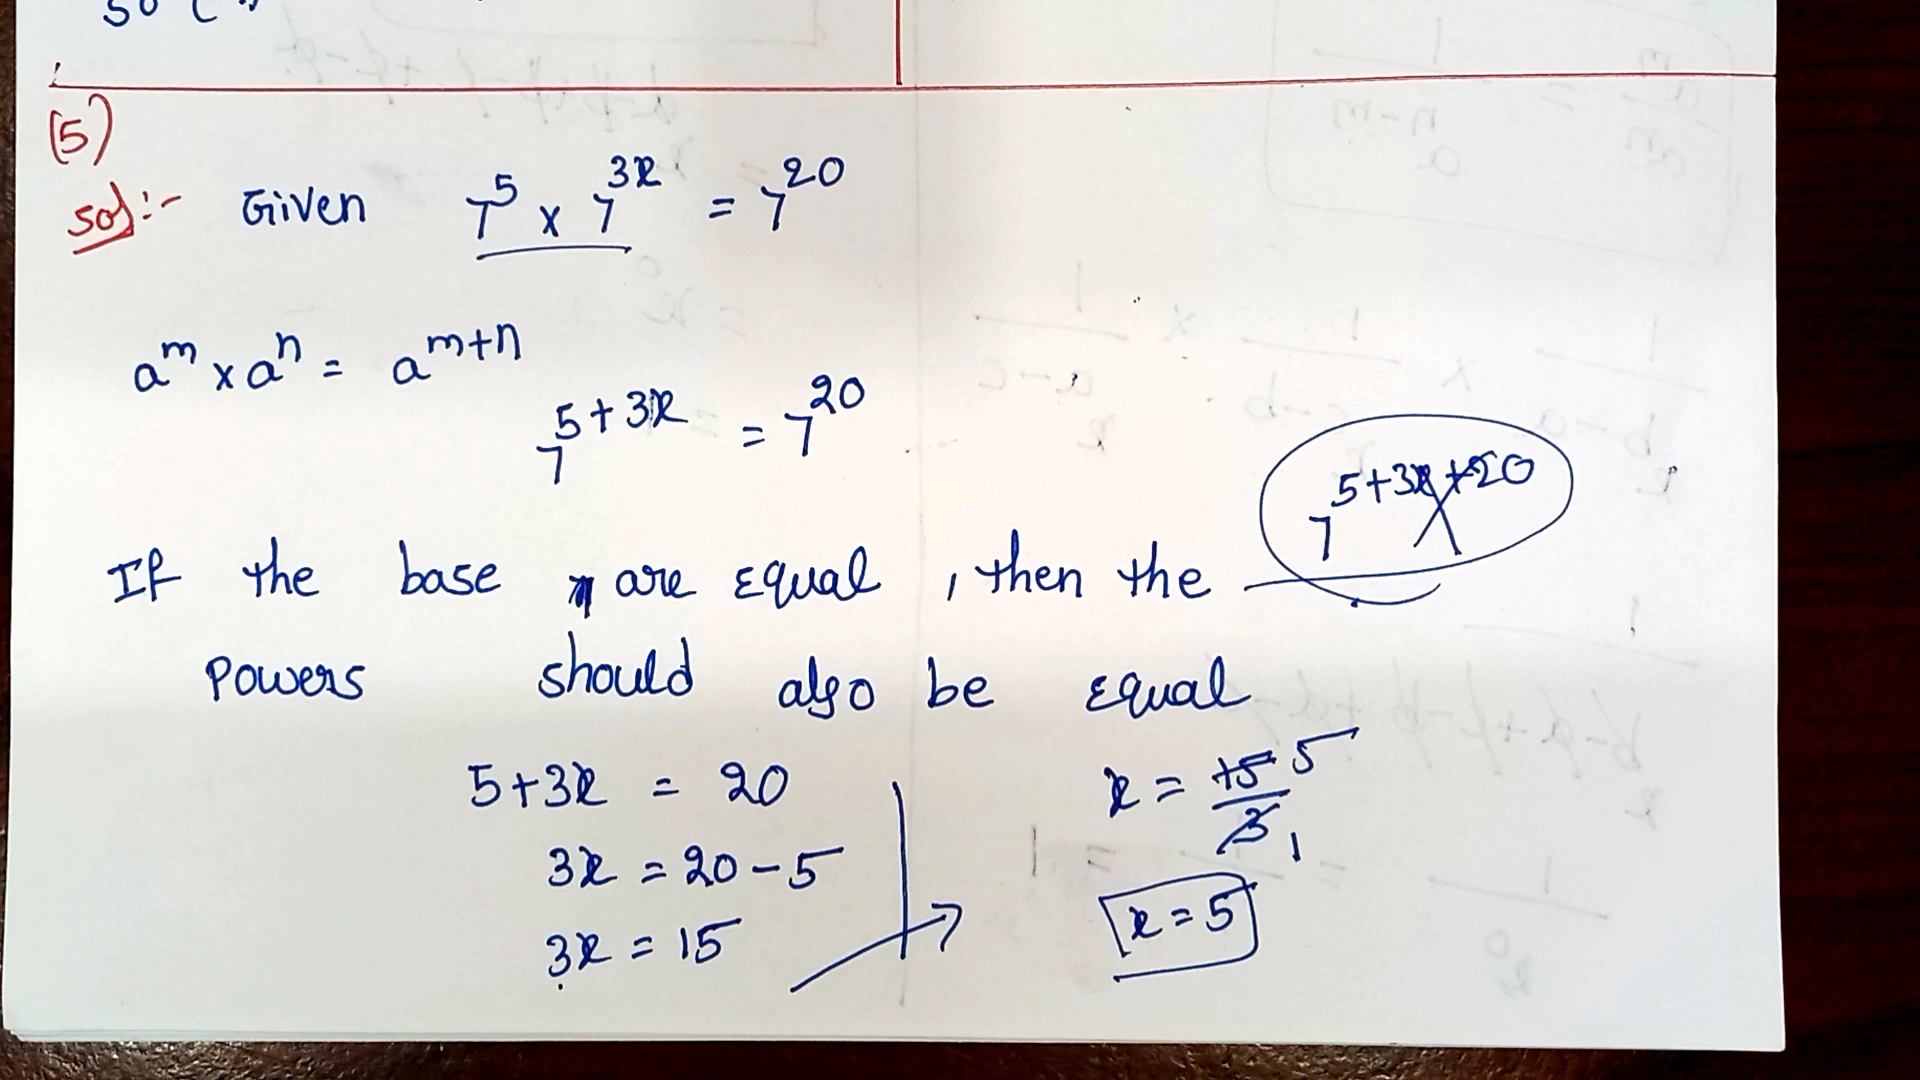 (5)
Sol:- Given 7^5 x 7^3x = 7^20
a^m x a^n = a^m+n
7^5+3x = 7^20
7^5+3x+20
If the base are equal, then the
Powers should also be equal
5+3x = 20
3x = 20-5
3x = 15
x = 15/3 5 1
x = 5